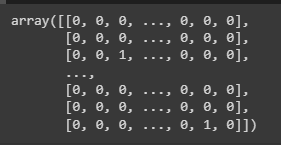 array([[0, 0, 0, ..., 0, 0, 0],
       [0, 0, 0, ..., 0, 0, 0],
       [0, 0, 1, ..., 0, 0, 0],
       ...,
       [0, 0, 0, ..., 0, 0, 0],
       [0, 0, 0, ..., 0, 0, 0],
       [0, 0, 0, ..., 0, 1, 0]])